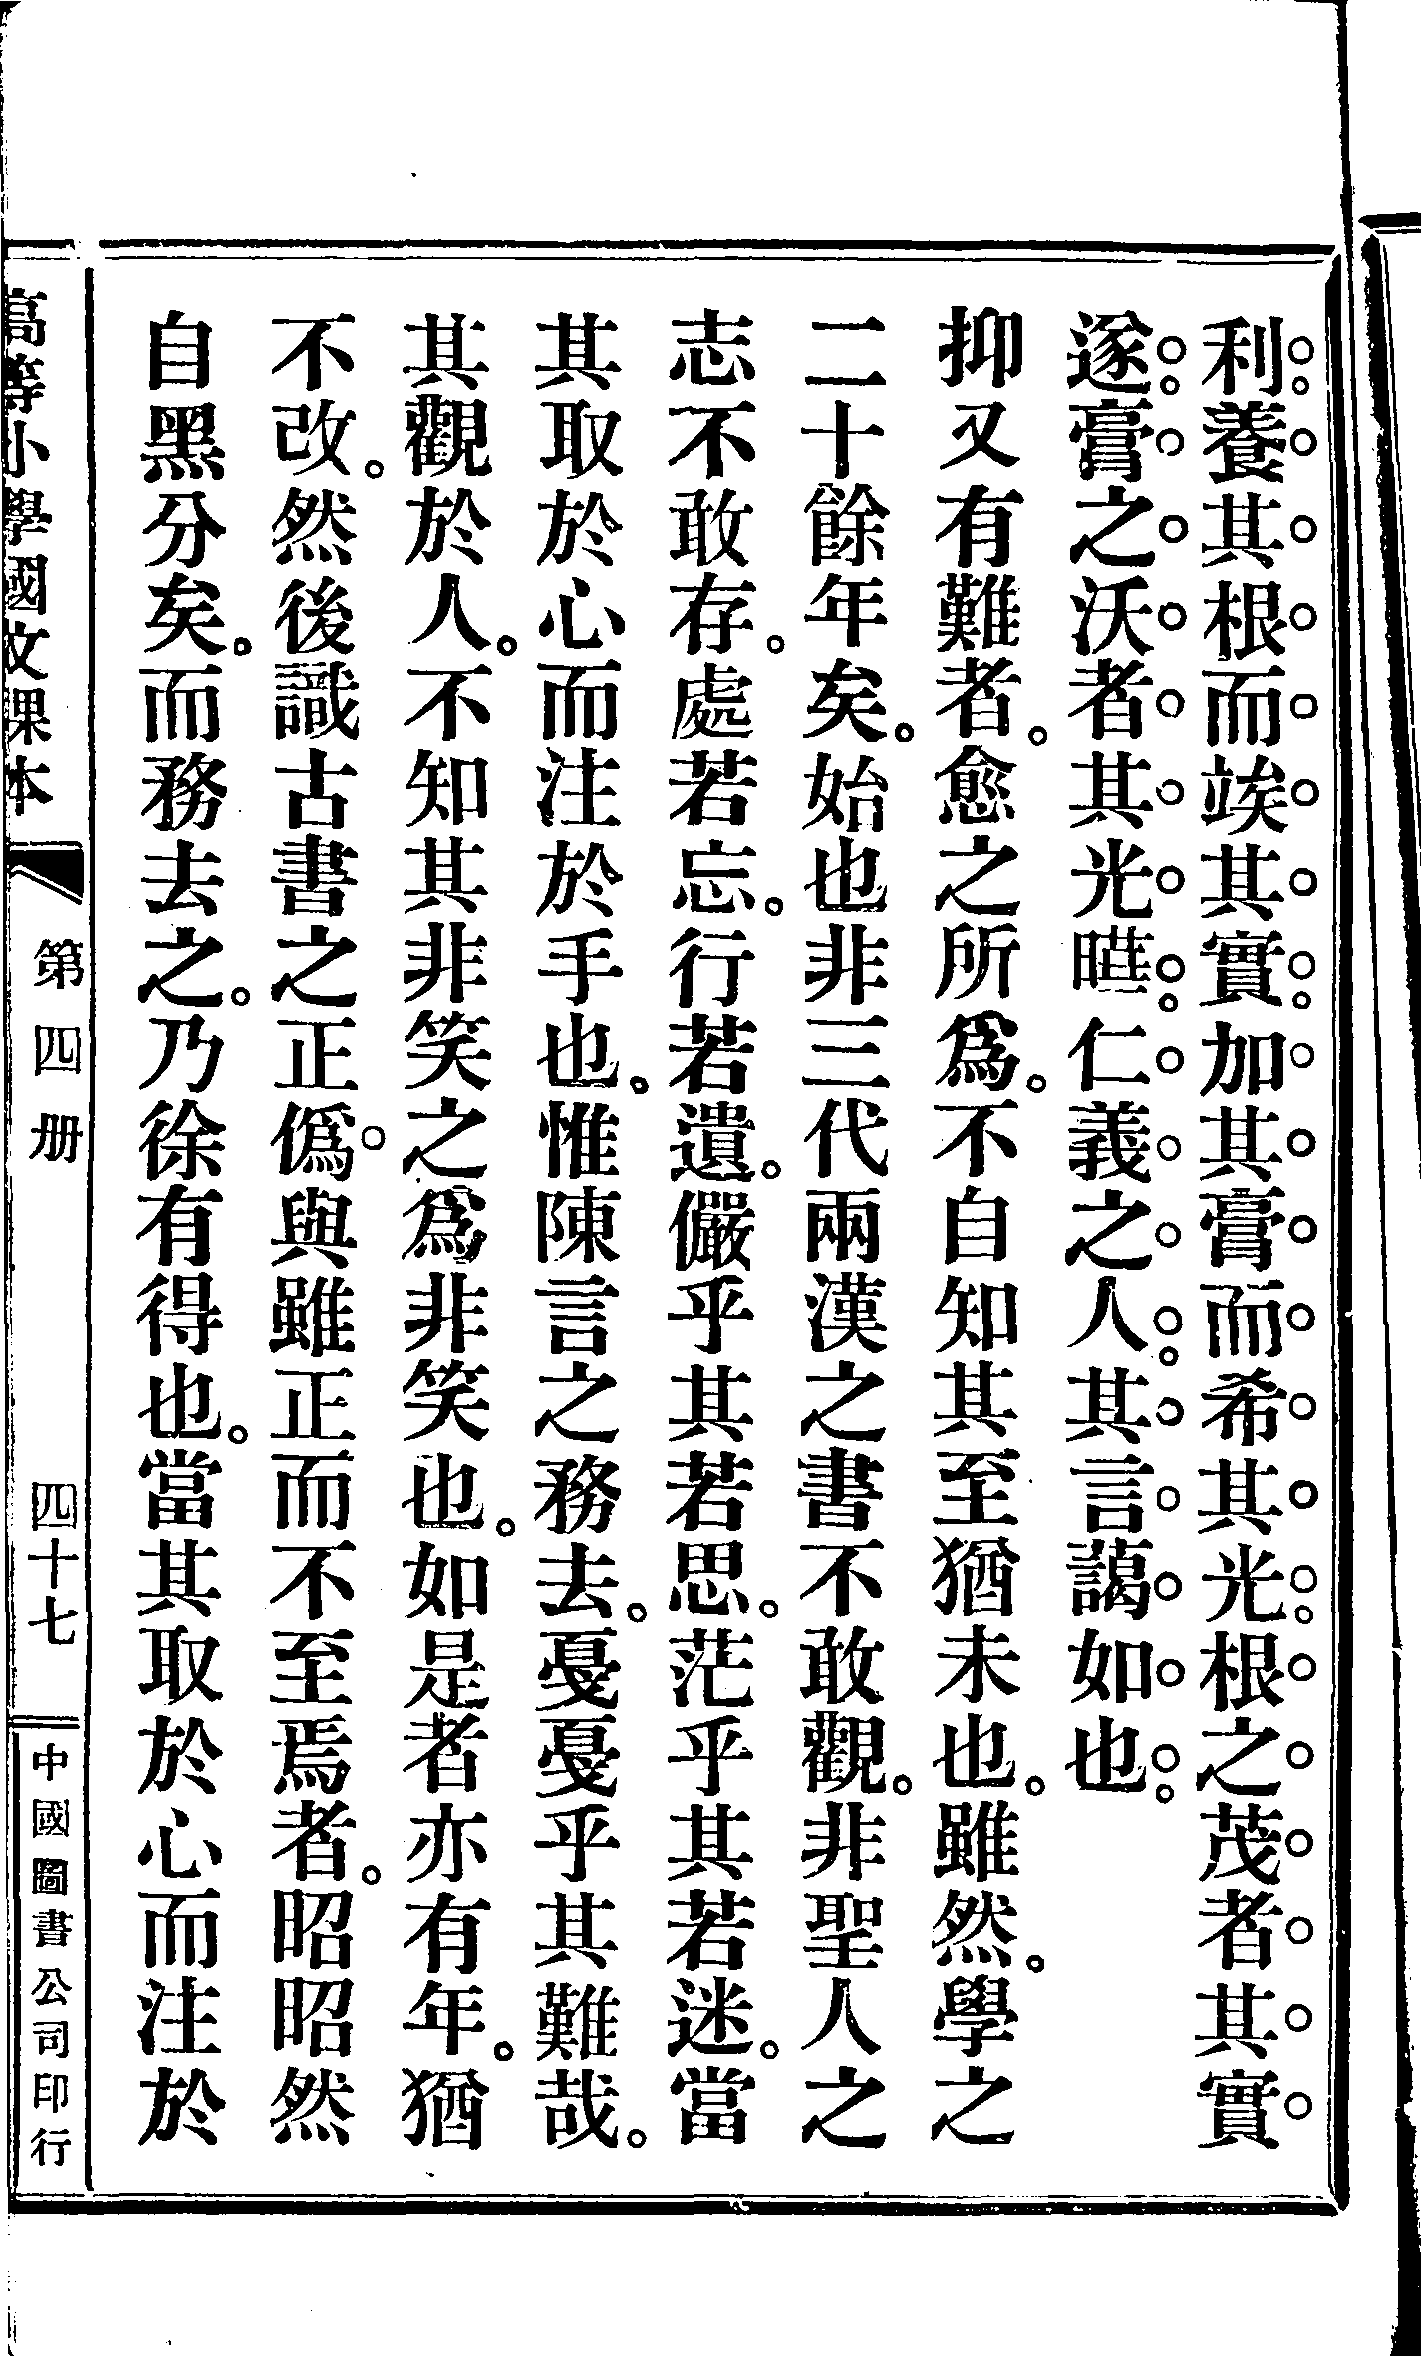 利養其根而竢其實。加其膏而希其光。根之茂者其實
遂。膏之沃者其光曄。仁義之人。其言藹如也。
抑又有難者。愈之所爲。不自知其至猶未也。雖然。學之
二十餘年矣。始也非三代兩漢之書不敢觀。非聖人之
志不敢存。處若忘。行若遺。儼乎其若思。茫乎其若迷。當
其取於心而注於手也。惟陳言之務去。戞戞乎其難哉。
其觀於人。不知其非笑之爲非笑也。如是者亦有年。猶
不改。然後識古書之正僞。與雖正而不至焉者。昭昭然
自黑分矣。而務去之。乃徐有得也。當其取於心而注於
高等小學國文課本 第四册 四十七 中國圖書公司印行